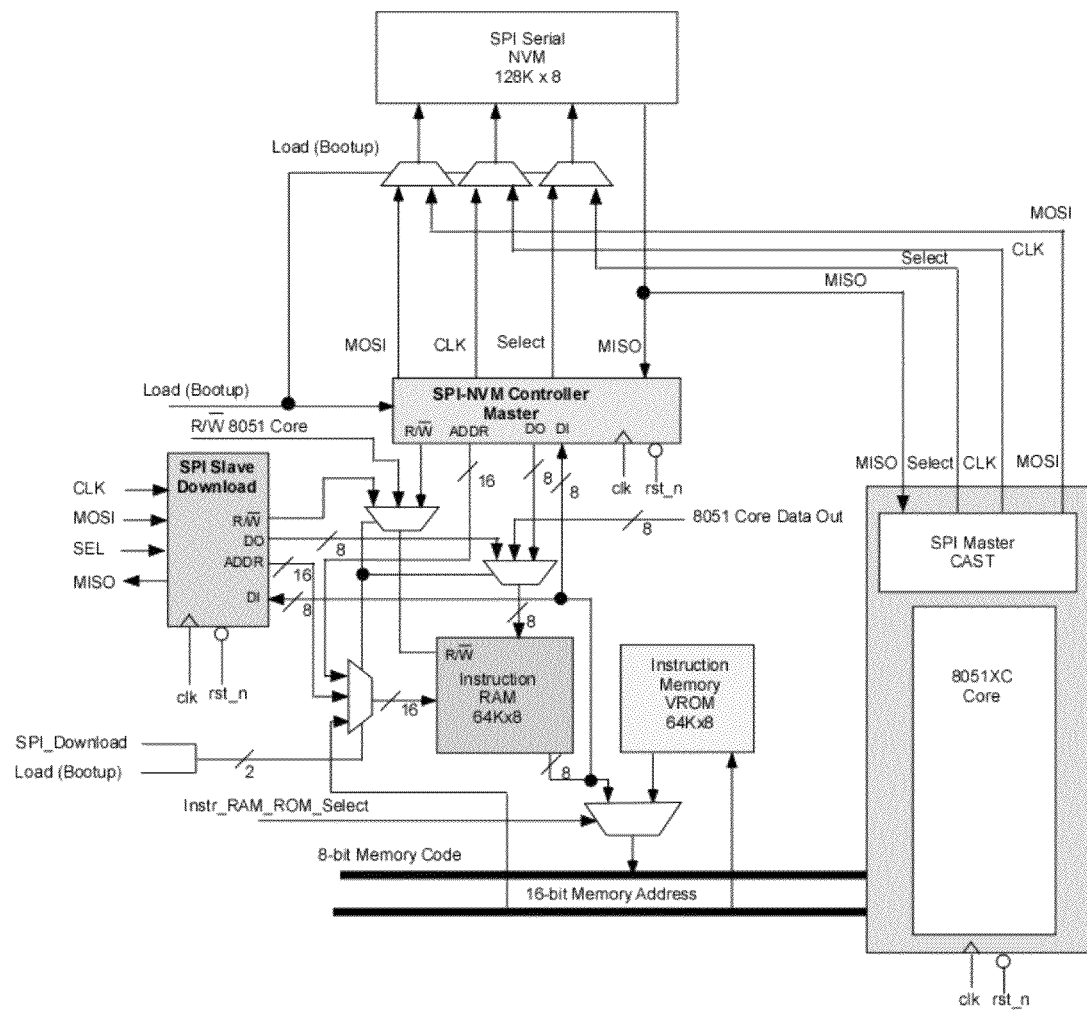 SPI Serial
NVM
128K x 8
Load (Bootup)
MOSI
CLK
Select
MISO
MOSI
CLK
Select
MISO
Load (Bootup)
SPI-NVM Controller
Master
R/W̅ ADDR DO DI
clk rst_n
R/W̅ 8051 Core
16
8
8
MISO Select CLK MOSI
SPI Slave
Download
CLK
MOSI
SEL
MISO
R/W̅
DO
ADDR
DI
8
16
8
clk rst_n
8051 Core Data Out
8
8
SPI Master
CAST
8051XC
Core
R/W̅
Instruction
RAM
64Kx8
16
Instruction
Memory
VROM
64Kx8
SPI_Download
Load (Bootup)
2
8
Instr_RAM_ROM_Select
8-bit Memory Code
16-bit Memory Address
clk rst_n